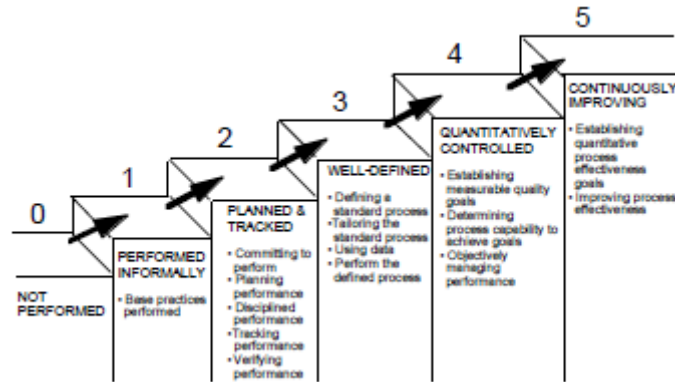 0
NOT
PERFORMED
1
PERFORMED
INFORMALLY
• Base practices
performed
2
PLANNED &
TRACKED
• Committing to
perform
• Planning
performance
• Disciplined
performance
• Tracking
performance
• Verifying
performance
3
WELL-DEFINED
• Defining a
standard process
• Tailoring the
standard process
• Using data
• Perform the
defined process
4
QUANTITATIVELY
CONTROLLED
• Establishing
measurable quality
goals
• Determining
process capability to
achieve goals
• Objectively
managing
performance
5
CONTINUOUSLY
IMPROVING
• Establishing
quantitative
process
effectiveness
goals
• Improving process
effectiveness